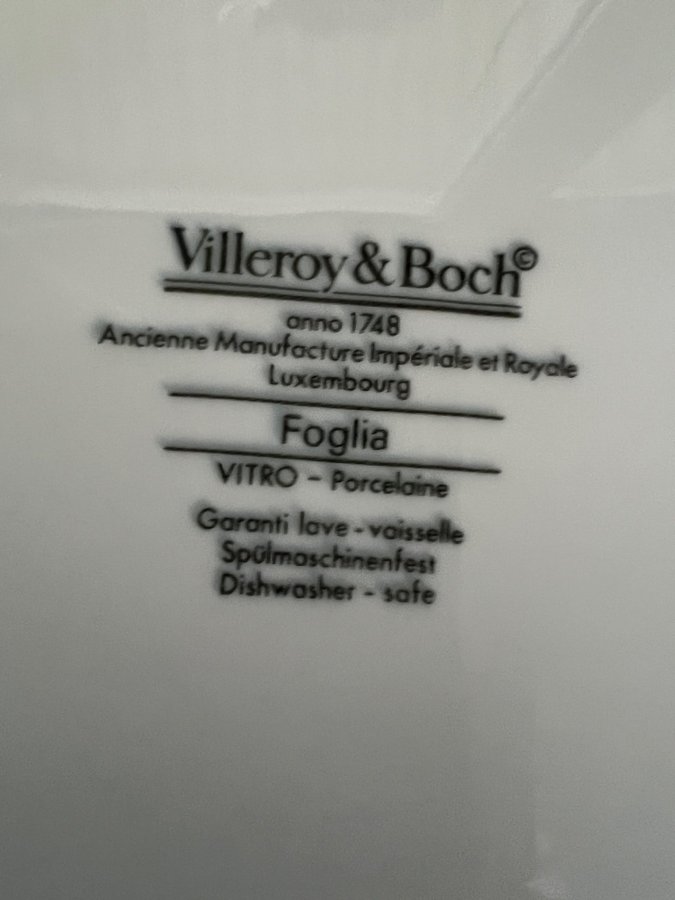 Villeroy & Boch©
anno 1748
Ancienne Manufacture Impériale et Royale
Luxembourg
Foglia
VITRO – Porcelaine
Garanti lave - vaisselle
Spülmaschinenfest
Dishwasher - safe